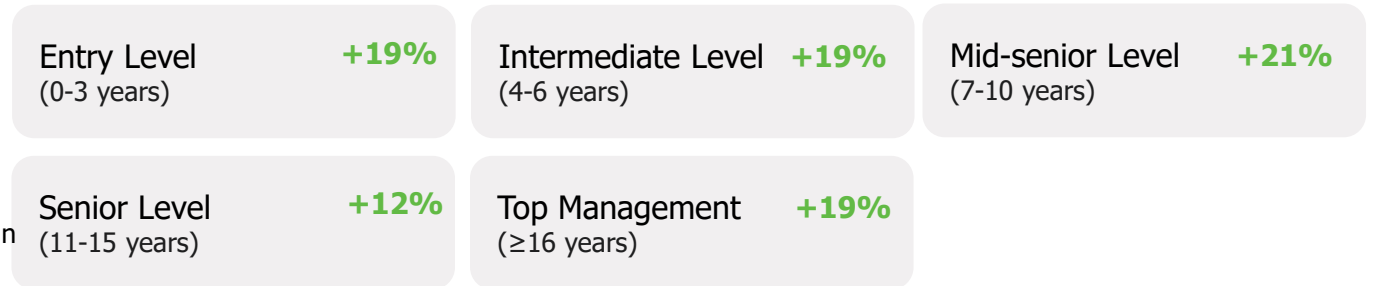 Entry Level +19%
(0-3 years)
Intermediate Level +19%
(4-6 years)
Mid-senior Level +21%
(7-10 years)
Senior Level +12%
(11-15 years)
Top Management +19%
(≥16 years)
n